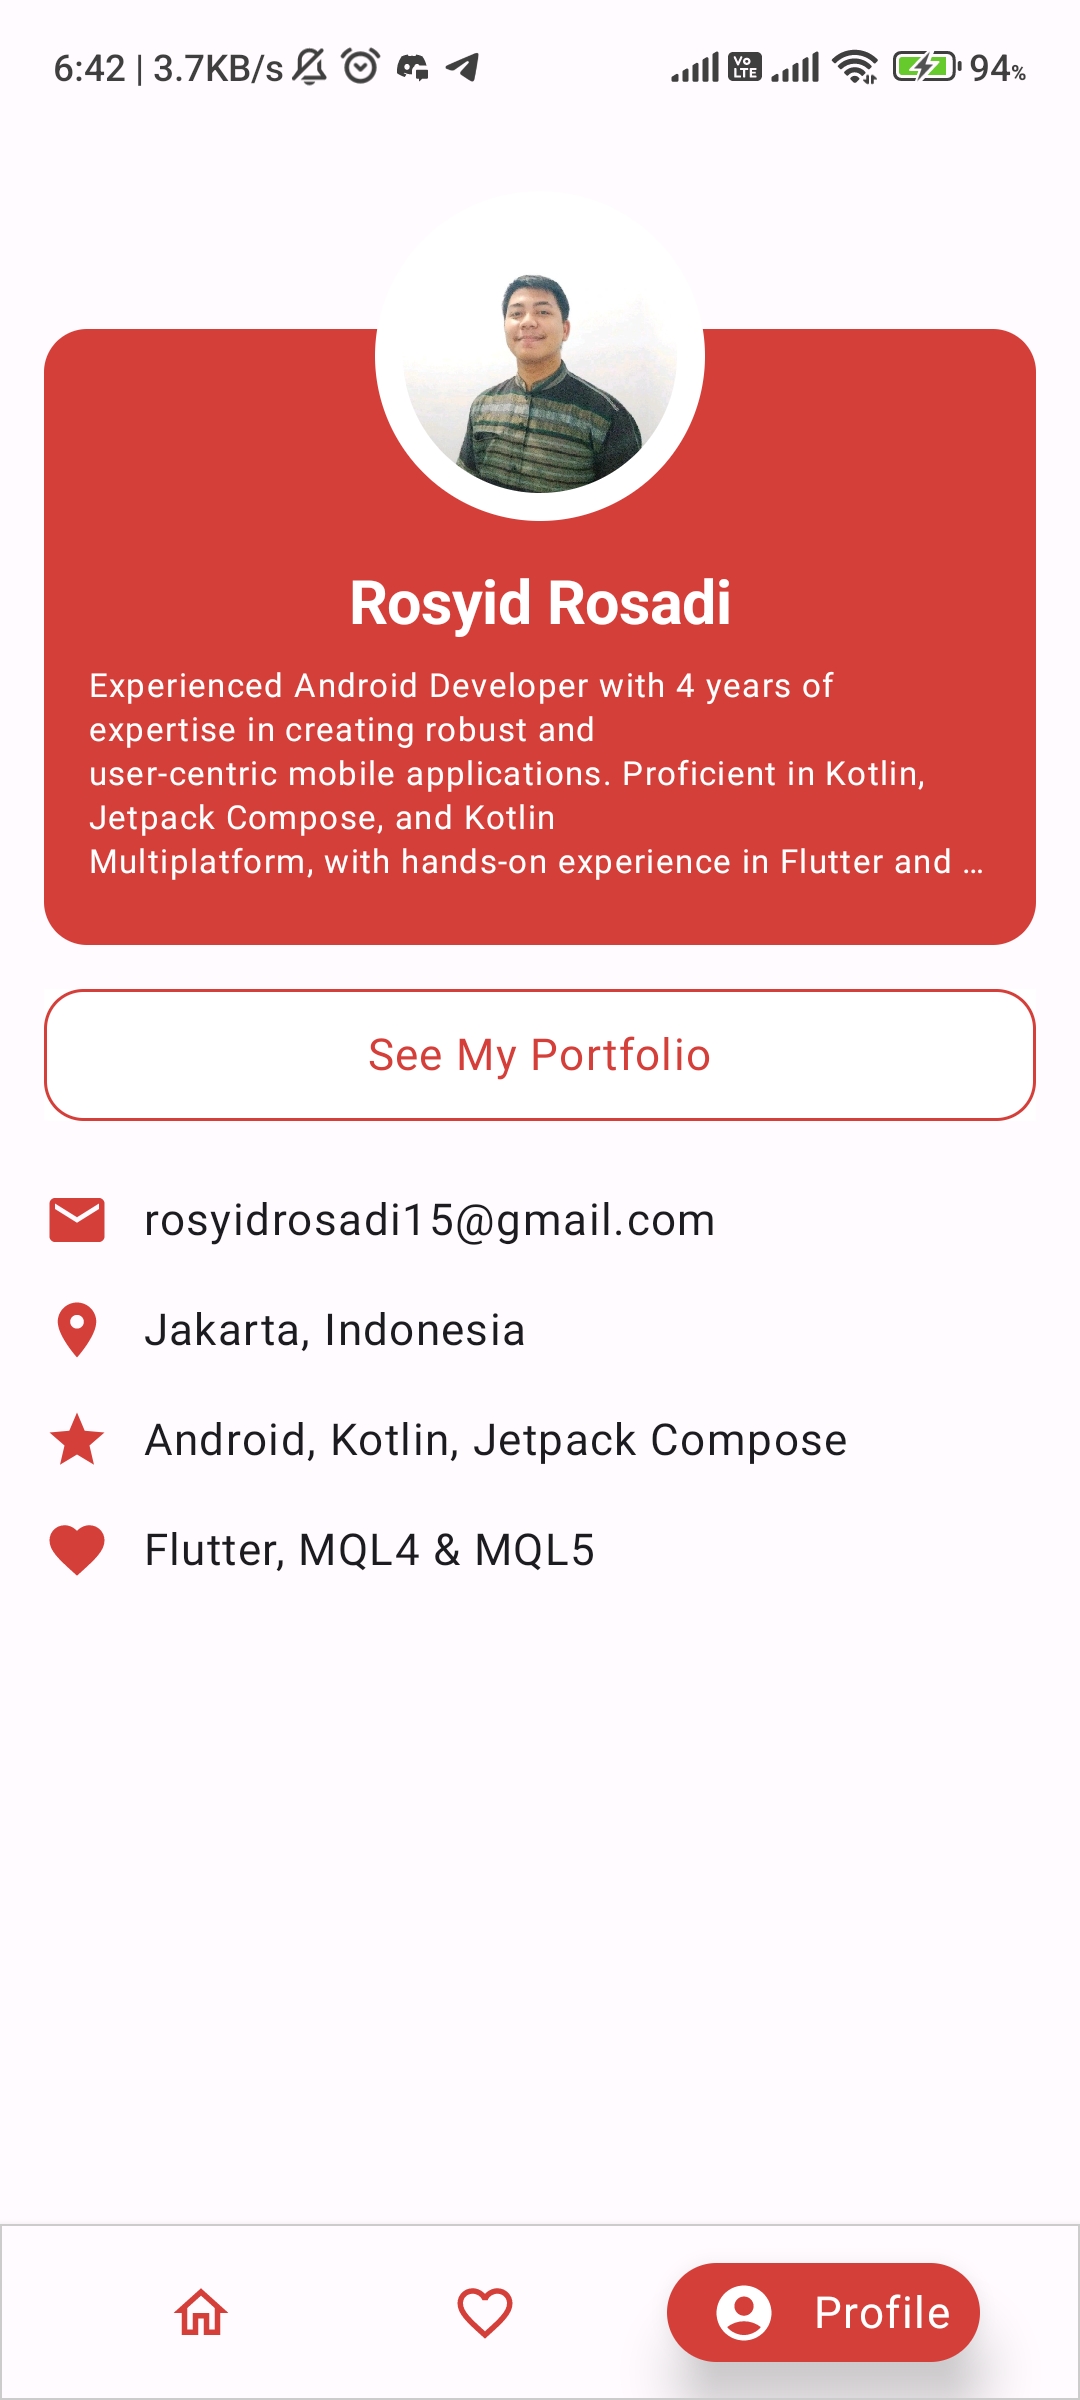 6:42 | 3.7KB/s
Vo LTE
94%
Rosyid Rosadi
Experienced Android Developer with 4 years of
expertise in creating robust and
user-centric mobile applications. Proficient in Kotlin,
Jetpack Compose, and Kotlin
Multiplatform, with hands-on experience in Flutter and …
See My Portfolio
rosyidrosadi15@gmail.com
Jakarta, Indonesia
Android, Kotlin, Jetpack Compose
Flutter, MQL4 & MQL5
Profile